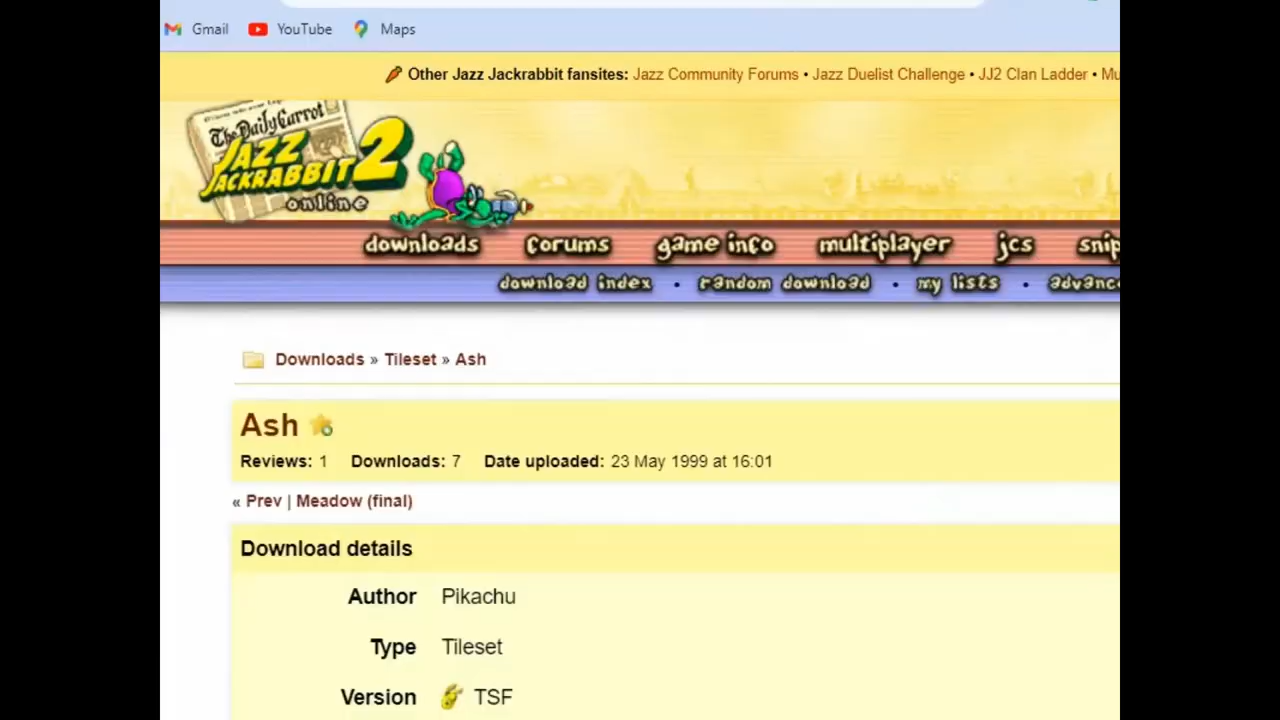 Gmail YouTube Maps
Other Jazz Jackrabbit fansites: Jazz Community Forums • Jazz Duelist Challenge • JJ2 Clan Ladder • Mu
The Daily Carrot
JAZZ
JACKRABBIT 2
online
downloads forums game info multiplayer jcs snip
download index • random download • my lists • advanc
Downloads » Tileset » Ash
Ash
Reviews: 1 Downloads: 7 Date uploaded: 23 May 1999 at 16:01
« Prev | Meadow (final)
Download details
Author Pikachu
Type Tileset
Version TSF